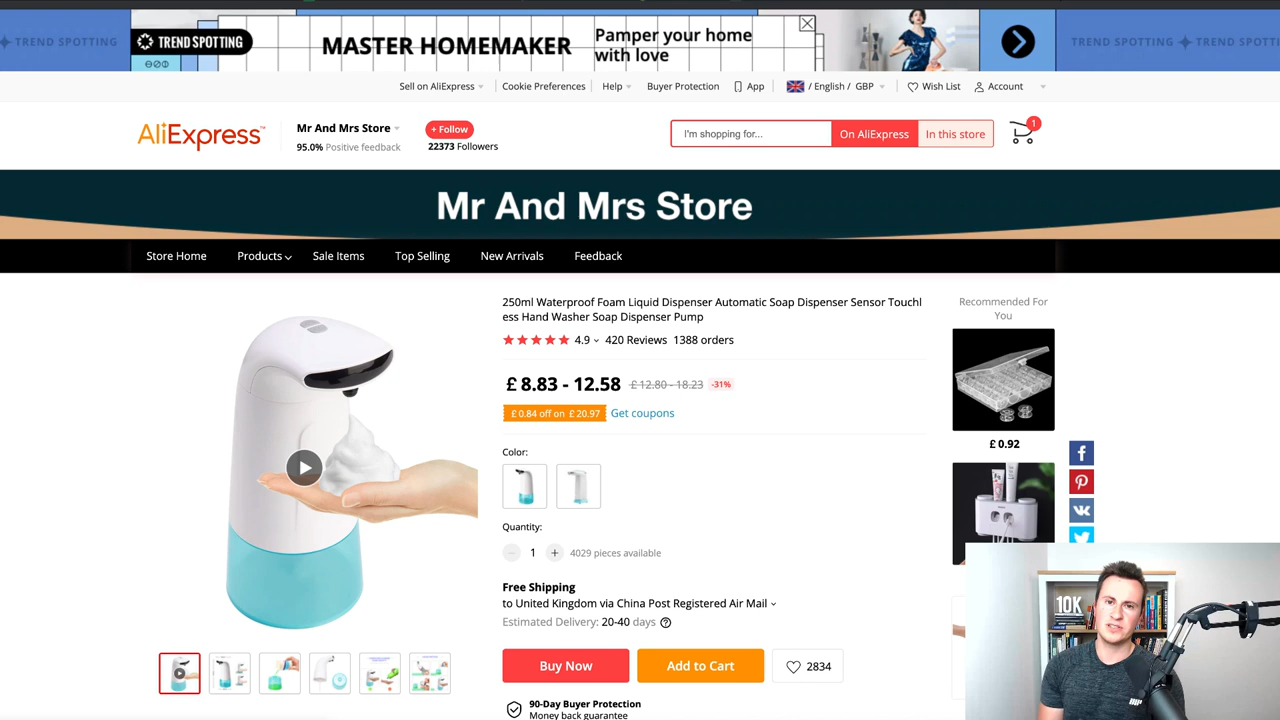 TREND SPOTTING
TREND SPOTTING
MASTER HOMEMAKER
Pamper your home
with love
TREND SPOTTING
TREND SPOTTI
Sell on AliExpress
Cookie Preferences
Help
Buyer Protection
App
/ English / GBP
Wish List
Account
AliExpress™
Mr And Mrs Store
95.0% Positive feedback
+ Follow
22373 Followers
I'm shopping for...
On AliExpress
In this store
1
Mr And Mrs Store
Store Home
Products
Sale Items
Top Selling
New Arrivals
Feedback
250ml Waterproof Foam Liquid Dispenser Automatic Soap Dispenser Sensor Touchl
ess Hand Washer Soap Dispenser Pump
4.9
420 Reviews
1388 orders
£ 8.83 - 12.58
£ 12.80 - 18.23
-31%
£ 0.84 off on £ 20.97
Get coupons
Color:
Quantity:
− 1 +
4029 pieces available
Free Shipping
to United Kingdom via China Post Registered Air Mail
Estimated Delivery: 20-40 days
Buy Now
Add to Cart
2834
90-Day Buyer Protection
Money back guarantee
Recommended For
You
£ 0.92
10K